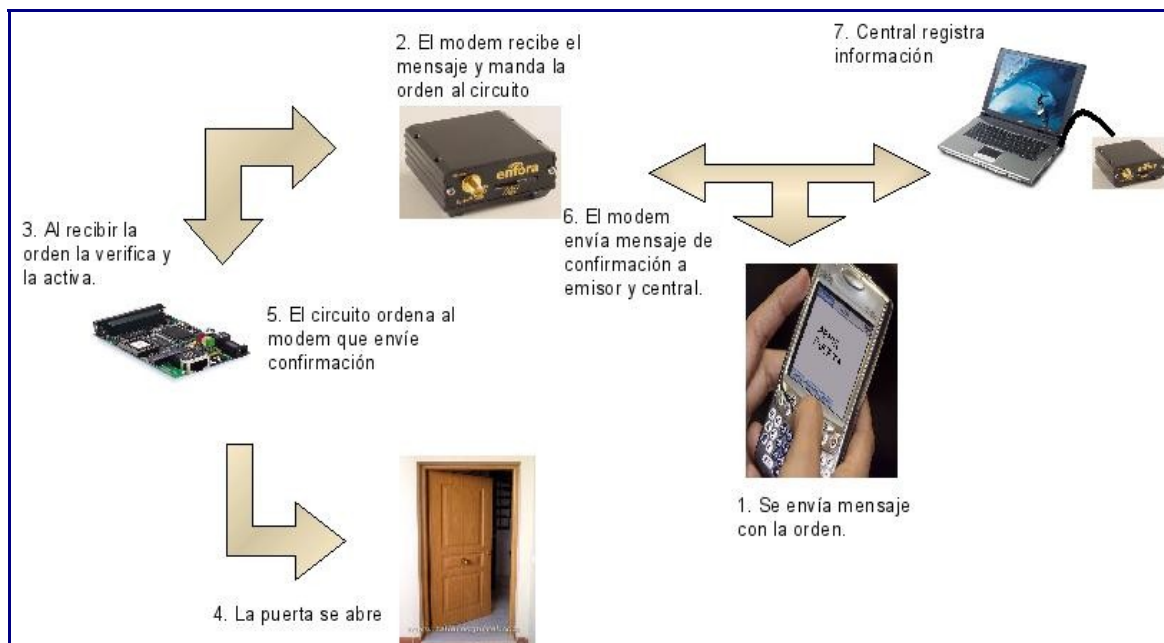 2. El modem recibe el
mensaje y manda la
orden al circuito
7. Central registra
información
enfora
3. Al recibir la
orden la verifica y
la activa.
5. El circuito ordena al
modem que envíe
confirmación
6. El modem
envía mensaje de
confirmación a
emisor y central.
1. Se envía mensaje
con la orden.
4. La puerta se abre